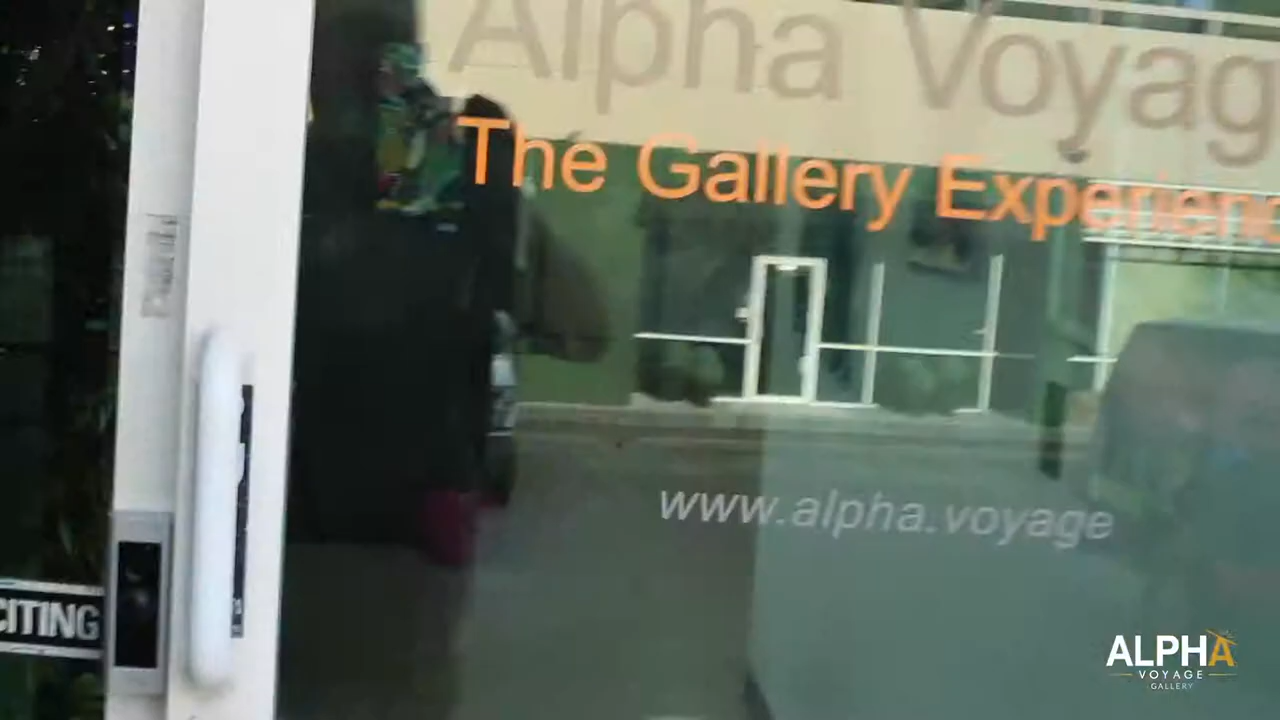 Alpha Voyag
The Gallery Experienc
www.alpha.voyage
CITING
ALPHA
VOYAGE
GALLERY